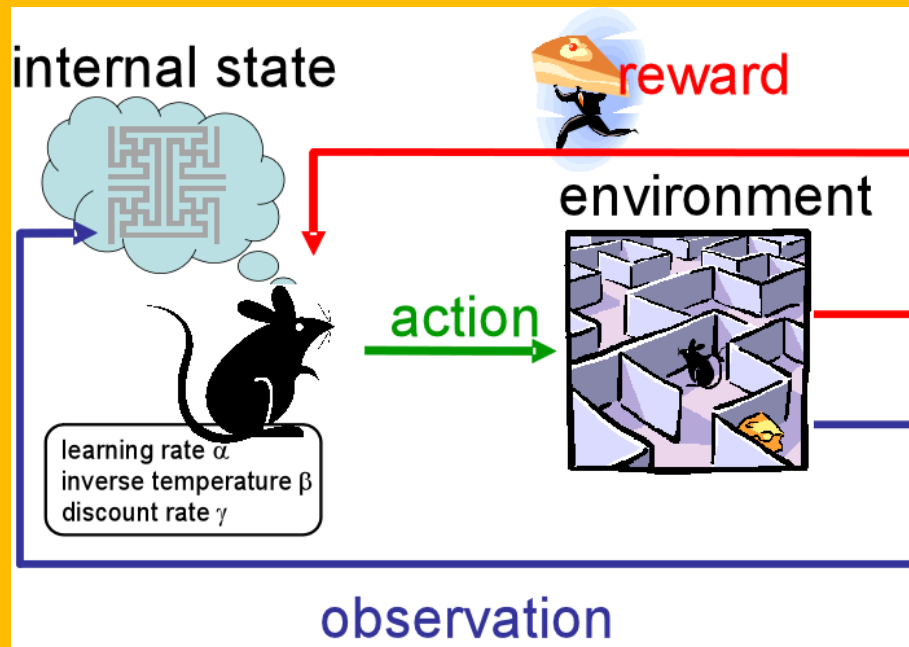 internal state
reward
environment
action
learning rate α
inverse temperature β
discount rate γ
observation